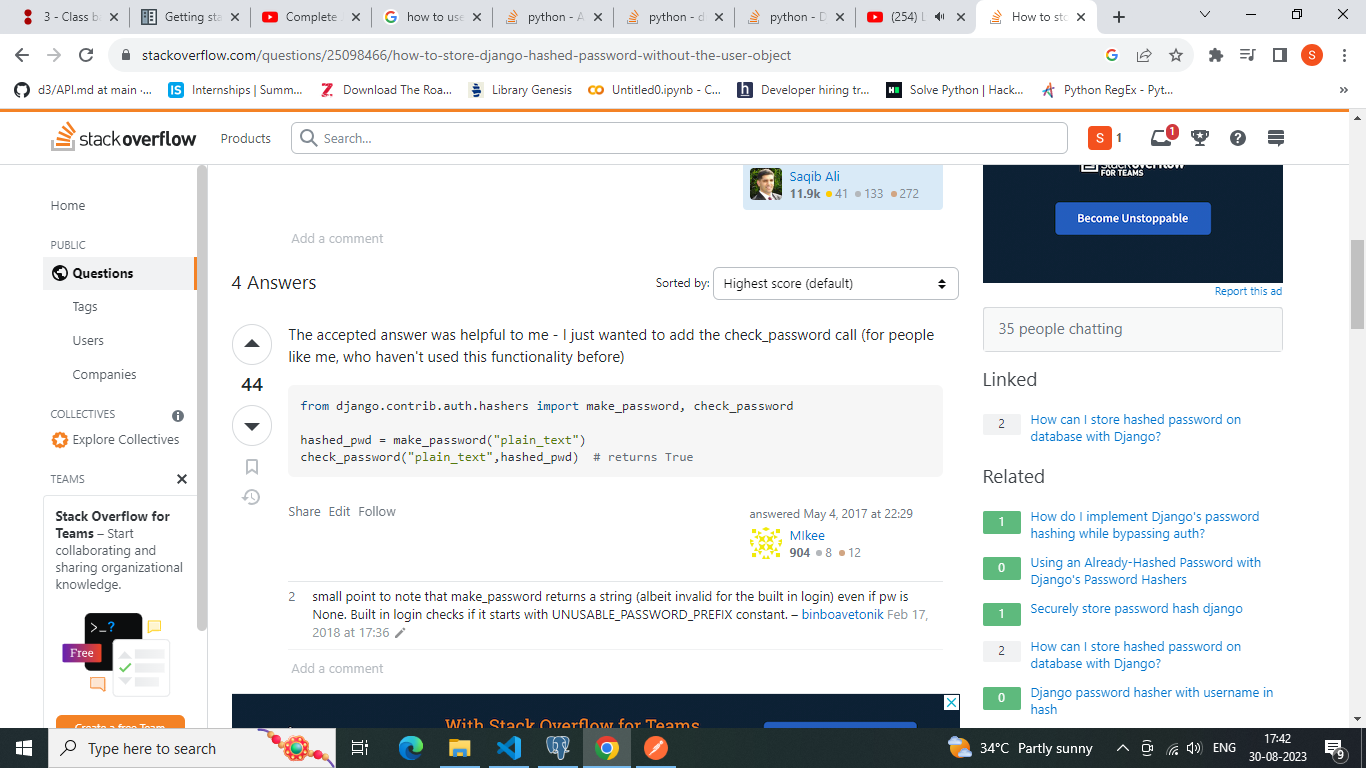 3 - Class ba
Getting sta
Complete
how to use
python - A
python - d
python - D
(254) L
How to sto
stackoverflow.com/questions/25098466/how-to-store-django-hashed-password-without-the-user-object
S
d3/API.md at main ·...
Internships | Summ...
Download The Roa...
Library Genesis
Untitled0.ipynb - C...
Developer hiring tr...
Solve Python | Hack...
Python RegEx - Pyt...
»
stackoverflow
Products
Search...
S 1
1
Home
PUBLIC
Questions
Tags
Users
Companies
COLLECTIVES
Explore Collectives
TEAMS
Stack Overflow for
Teams – Start
collaborating and
sharing organizational
knowledge.
>_?
Free
Create a free Team
Saqib Ali
11.9k 41 133 272
Add a comment
4 Answers
Sorted by:
Highest score (default)
44
The accepted answer was helpful to me - I just wanted to add the check_password call (for people
like me, who haven't used this functionality before)
from django.contrib.auth.hashers import make_password, check_password
hashed_pwd = make_password("plain_text")
check_password("plain_text",hashed_pwd)  # returns True
Share Edit Follow
answered May 4, 2017 at 22:29
MIkee
904 8 12
2 small point to note that make_password returns a string (albeit invalid for the built in login) even if pw is
None. Built in login checks if it starts with UNUSABLE_PASSWORD_PREFIX constant. – binboavetonik Feb 17,
2018 at 17:36
Add a comment
With Stack Overflow for Teams
stackoverflow
FOR TEAMS
Become Unstoppable
Report this ad
35 people chatting
Linked
2 How can I store hashed password on
database with Django?
Related
1 How do I implement Django's password
hashing while bypassing auth?
0 Using an Already-Hashed Password with
Django's Password Hashers
1 Securely store password hash django
2 How can I store hashed password on
database with Django?
0 Django password hasher with username in
hash
Type here to search
34°C Partly sunny
ENG
17:42
30-08-2023
9